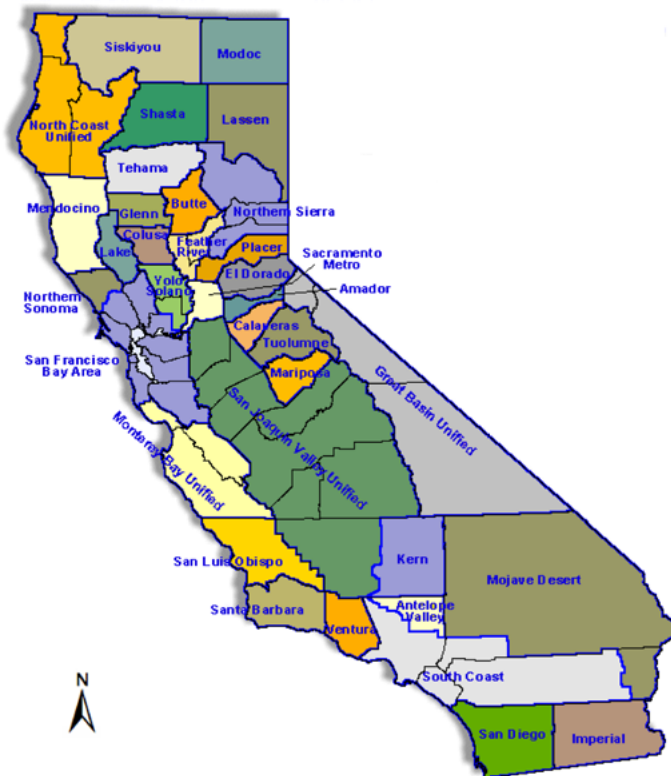 Siskiyou
Modoc
North Coast
Unified
Shasta
Lassen
Tehama
Mendocino
Glenn
Butte
Northern Sierra
Colusa
Feather
River
Placer
Lake
Sacramento
Metro
El Dorado
Yolo
Solano
Amador
Northern
Sonoma
Calaveras
Tuolumne
San Francisco
Bay Area
Mariposa
Great Basin Unified
Monteray Bay Unified
San Joaquin Valley Unified
San Luis Obispo
Kern
Mojave Desert
Santa Barbara
Antelope
Valley
Ventura
South Coast
N
San Diego
Imperial